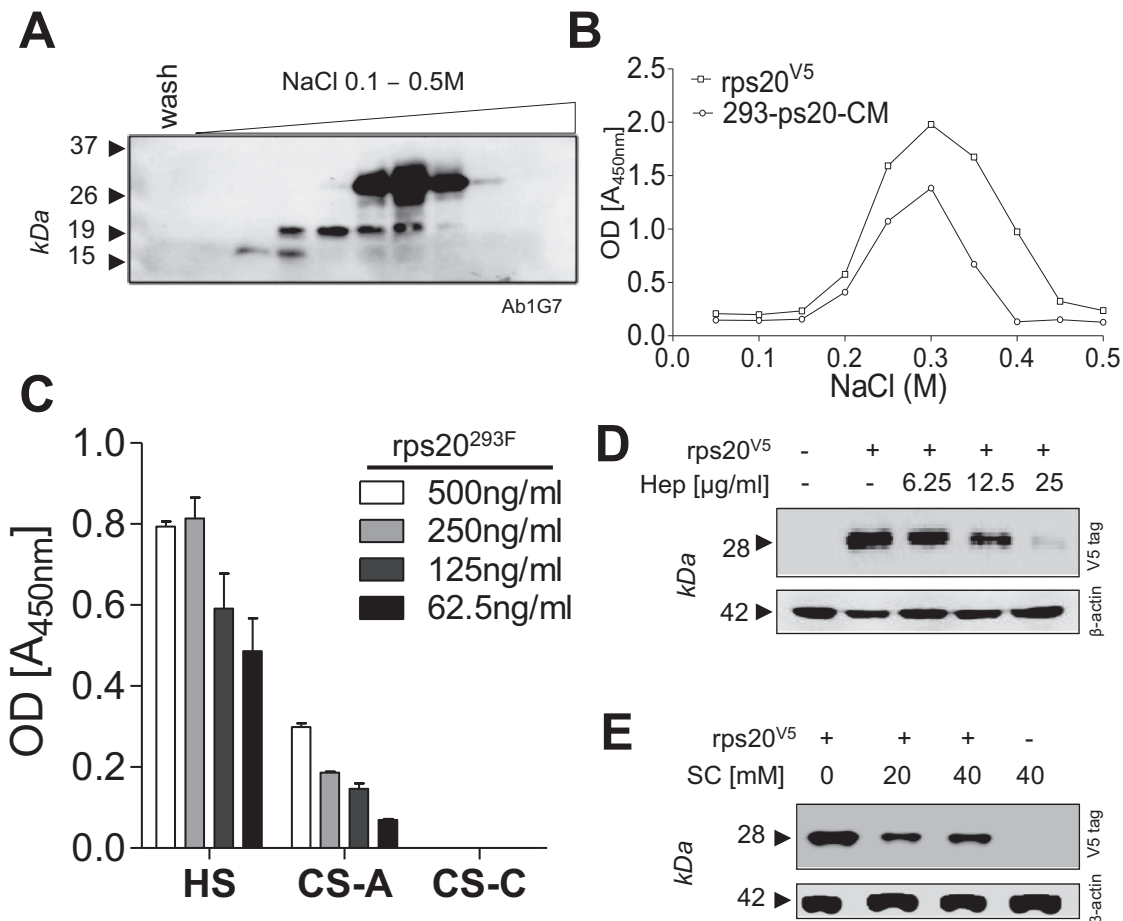 A
wash
NaCl 0.1 – 0.5M
37 ►
26 ►
19 ►
15 ►
kDa
Ab1G7
B
rps20V5
293-ps20-CM
2.5
2.0
1.5
1.0
0.5
0.0
OD [A450nm]
0.0 0.1 0.2 0.3 0.4 0.5
NaCl (M)
C
rps20293F
500ng/ml
250ng/ml
125ng/ml
62.5ng/ml
1.0
0.8
0.6
0.4
0.2
0.0
OD [A450nm]
HS CS-A CS-C
D
rps20V5 - + + + +
Hep [µg/ml] - - 6.25 12.5 25
28 ►
42 ►
kDa
V5 tag
β-actin
E
rps20V5 + + + -
SC [mM] 0 20 40 40
28 ►
42 ►
kDa
V5 tag
β-actin